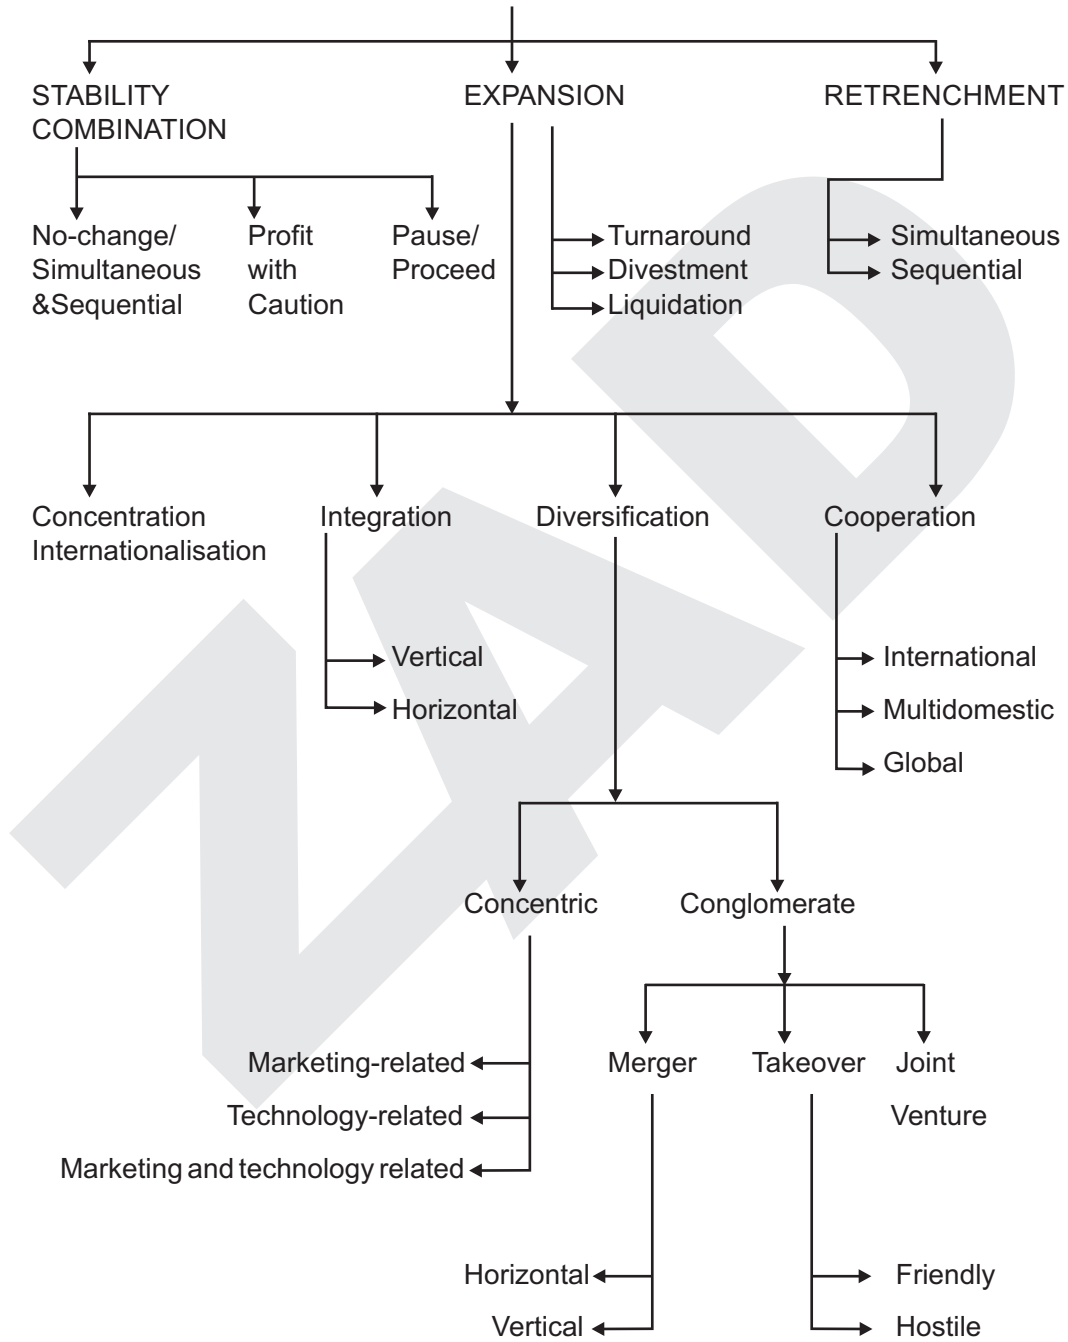 STABILITY
COMBINATION
EXPANSION
RETRENCHMENT
No-change/
Simultaneous
&Sequential
Profit
with
Caution
Pause/
Proceed
Turnaround
Divestment
Liquidation
Simultaneous
Sequential
Concentration
Internationalisation
Integration
Diversification
Cooperation
Vertical
Horizontal
International
Multidomestic
Global
Concentric
Conglomerate
Marketing-related
Technology-related
Marketing and technology related
Merger
Takeover
Joint
Venture
Horizontal
Vertical
Friendly
Hostile
ZAD